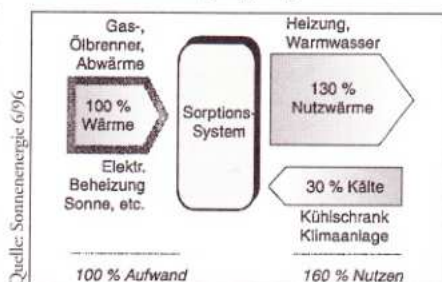 Gas-,
Ölbrenner,
Abwärme
100 %
Wärme
Elektr.
Beheizung
Sonne, etc.
Sorptions-
System
Heizung,
Warmwasser
130 %
Nutzwärme
30 % Kälte
Kühlschrank
Klimaanlage
100 % Aufwand
160 % Nutzen
Quelle: Sonnenenergie 6/96